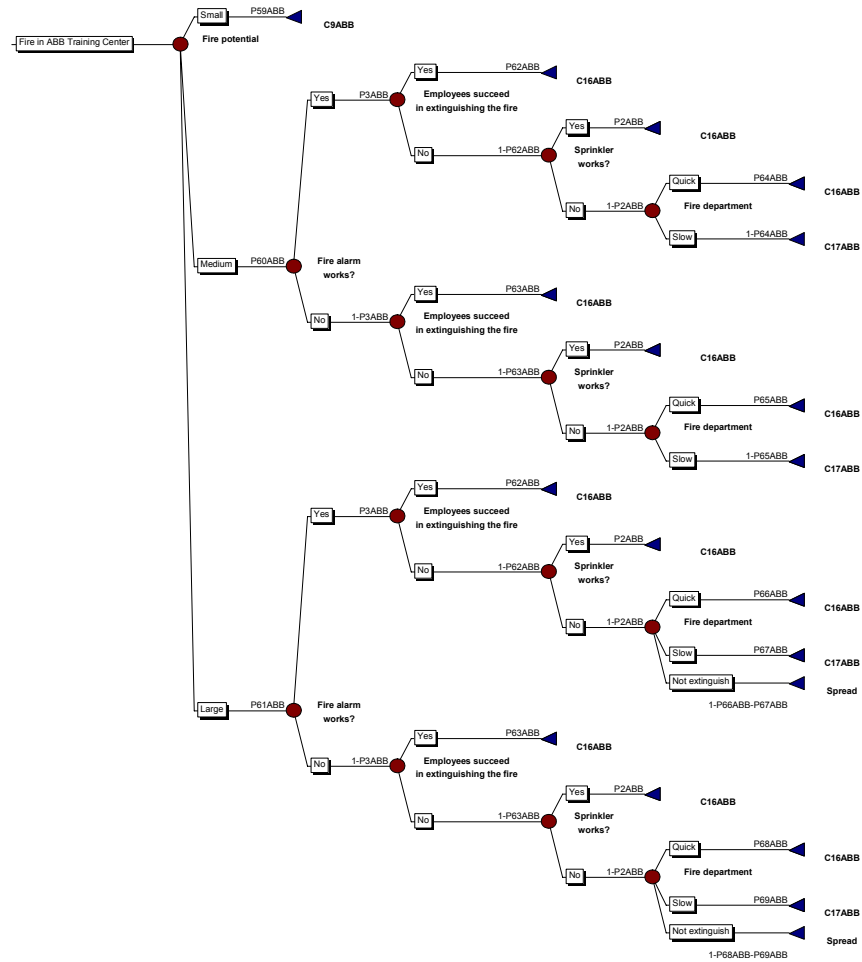 Small P59ABB
C9ABB
Fire in ABB Training Center Fire potential
Yes P62ABB
C16ABB
Yes P3ABB Employees succeed
in extinguishing the fire
Yes P2ABB
C16ABB
No 1-P62ABB Sprinkler
works?
Quick P64ABB
C16ABB
No 1-P2ABB Fire department
Slow 1-P64ABB
C17ABB
Medium P60ABB Fire alarm
works?
Yes P63ABB
C16ABB
No 1-P3ABB Employees succeed
in extinguishing the fire
Yes P2ABB
C16ABB
No 1-P63ABB Sprinkler
works?
Quick P65ABB
C16ABB
No 1-P2ABB Fire department
Slow 1-P65ABB
C17ABB
Yes P62ABB
C16ABB
Yes P3ABB Employees succeed
in extinguishing the fire
Yes P2ABB
C16ABB
No 1-P62ABB Sprinkler
works?
Quick P66ABB
C16ABB
No 1-P2ABB Fire department
Slow P67ABB
C17ABB
Not extinguish
Spread
1-P66ABB-P67ABB
Large P61ABB Fire alarm
works?
Yes P63ABB
C16ABB
No 1-P3ABB Employees succeed
in extinguishing the fire
Yes P2ABB
C16ABB
No 1-P63ABB Sprinkler
works?
Quick P68ABB
C16ABB
No 1-P2ABB Fire department
Slow P69ABB
C17ABB
Not extinguish
Spread
1-P68ABB-P69ABB